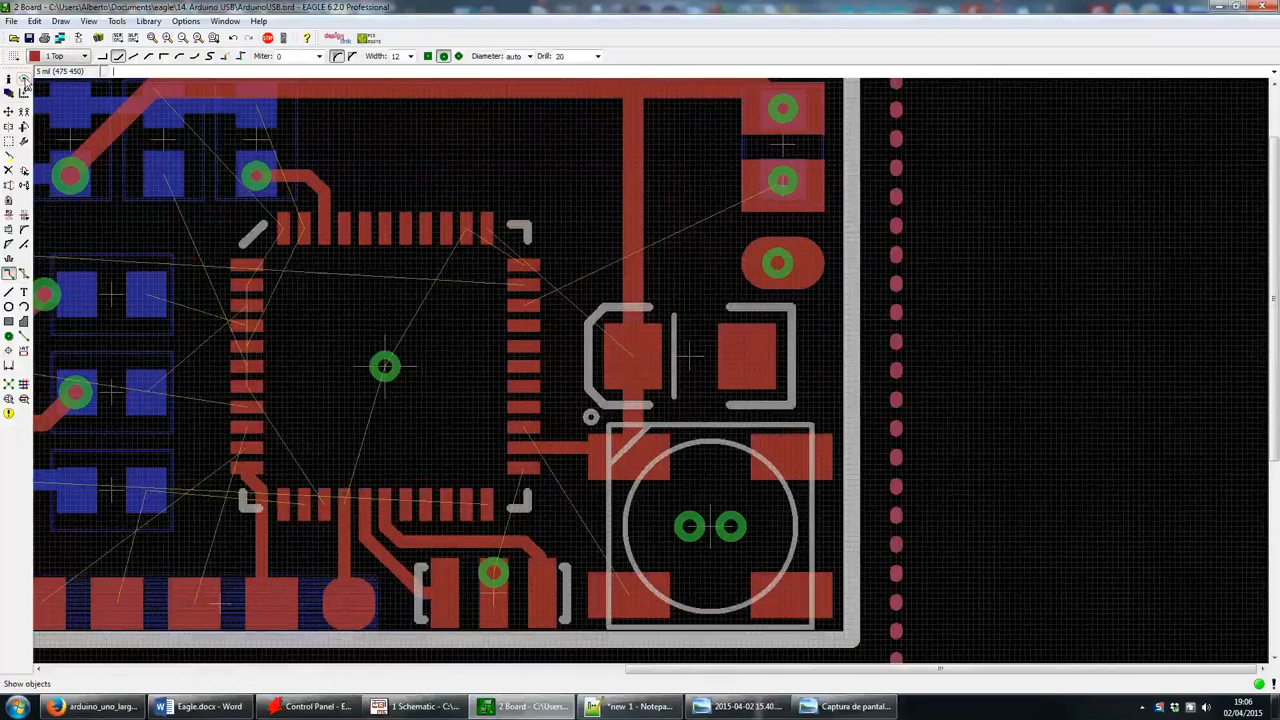 2 Board - C:\Users\Alberto\Documents\eagle\14. Arduino USB\ArduinoUSB.brd - EAGLE 6.2.0 Professional
File Edit Draw View Tools Library Options Window Help
1 Top Miter: 0 Width: 12 Diameter: auto Drill: 20
5 mil (475 450)
Show objects
arduino_uno_larg... Eagle.docx - Word Control Panel - E... 1 Schematic - C:\... 2 Board - C:\Users... *new 1 - Notepa... 2015-04-02 15.40.... Captura de pantal...
19:06
02/04/2015